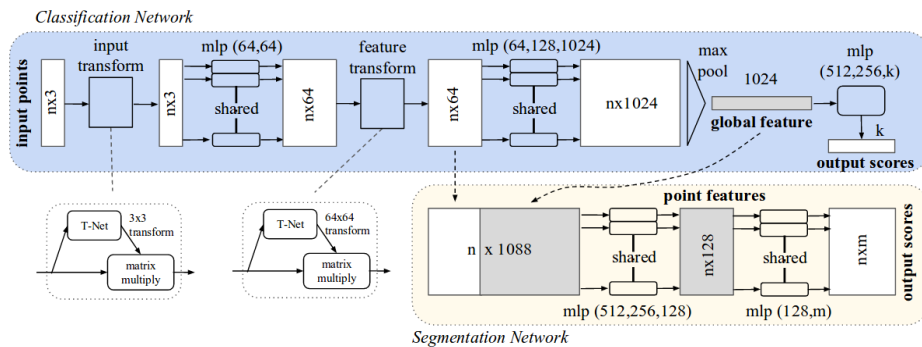 Classification Network
input points
nx3
input
transform
nx3
mlp (64,64)
shared
nx64
feature
transform
nx64
mlp (64,128,1024)
shared
nx1024
max
pool
1024
global feature
mlp
(512,256,k)
k
output scores
T-Net
3x3
transform
matrix
multiply
T-Net
64x64
transform
matrix
multiply
point features
n x 1088
shared
mlp (512,256,128)
nx128
shared
mlp (128,m)
nxm
output scores
Segmentation Network